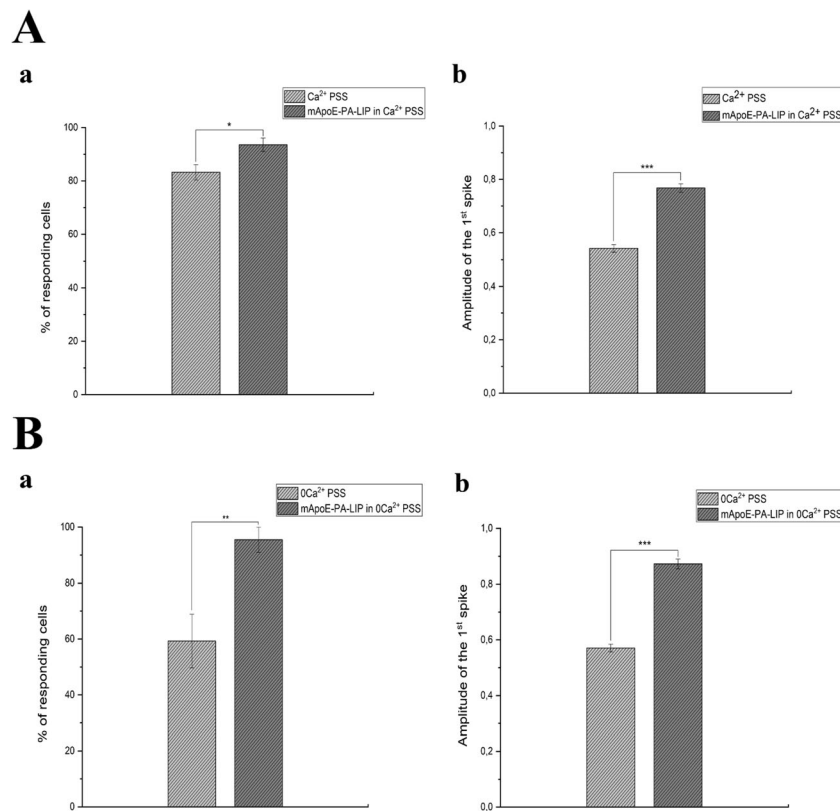 A
a
Ca²⁺ PSS
mApoE-PA-LIP in Ca²⁺ PSS
% of responding cells
100
80
60
40
20
0
*
b
Ca²⁺ PSS
mApoE-PA-LIP in Ca²⁺ PSS
Amplitude of the 1ˢᵗ spike
1,0
0,8
0,6
0,4
0,2
0,0
***
B
a
0Ca²⁺ PSS
mApoE-PA-LIP in 0Ca²⁺ PSS
% of responding cells
100
80
60
40
20
0
**
b
0Ca²⁺ PSS
mApoE-PA-LIP in 0Ca²⁺ PSS
Amplitude of the 1ˢᵗ spike
1,0
0,8
0,6
0,4
0,2
0,0
***